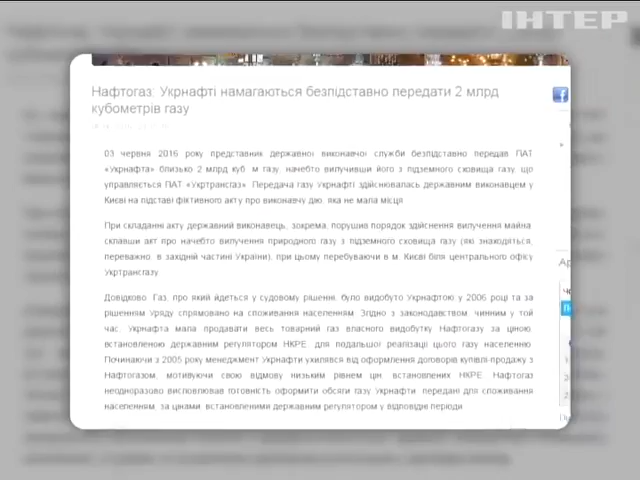 ІНТЕР
Нафтогаз: Укрнафті намагаються безпідставно передати 2 млрд
кубометрів газу
03 червня 2016 року представник державної виконавчої служби безпідставно передав ПАТ
«Укрнафта» близько 2 млрд куб. м газу, начебто вилучивши його з підземного сховища газу, що
управляється ПАТ «Укртрансгаз». Передача газу Укрнафті здійснювалась державним виконавцем у
Києві на підставі фіктивного акту про виконавчу дію, яка не мала місця.
При складанні акту державний виконавець, зокрема, порушив порядок здійснення вилучення майна
склавши акт про начебто вилучення природного газу з підземного сховища газу (які знаходяться,
переважно, в західній частині України), при цьому перебуваючи в м. Києві біля центрального офісу
Укртрансгазу.
Довідково. Газ, про який йдеться у судовому рішенні, було видобуто Укрнафтою у 2006 році та за
рішенням Уряду спрямовано на споживання населенням. Згідно з законодавством, чинним у той
час, Укрнафта мала продавати весь товарний газ власного видобутку Нафтогазу за ціною,
встановленою державним регулятором НКРЕ, для подальшої реалізації цього газу населенню.
Починаючи з 2005 року менеджмент Укрнафти ухилявся від оформлення договорів купівлі-продажу з
Нафтогазом, мотивуючи свою відмову низьким рівнем цін, встановлених НКРЕ. Нафтогаз
неодноразово висловлював готовність оформити обсяги газу Укрнафти, передані для споживання
населенням, за цінами, встановленими державним регулятором у відповідні періоди.